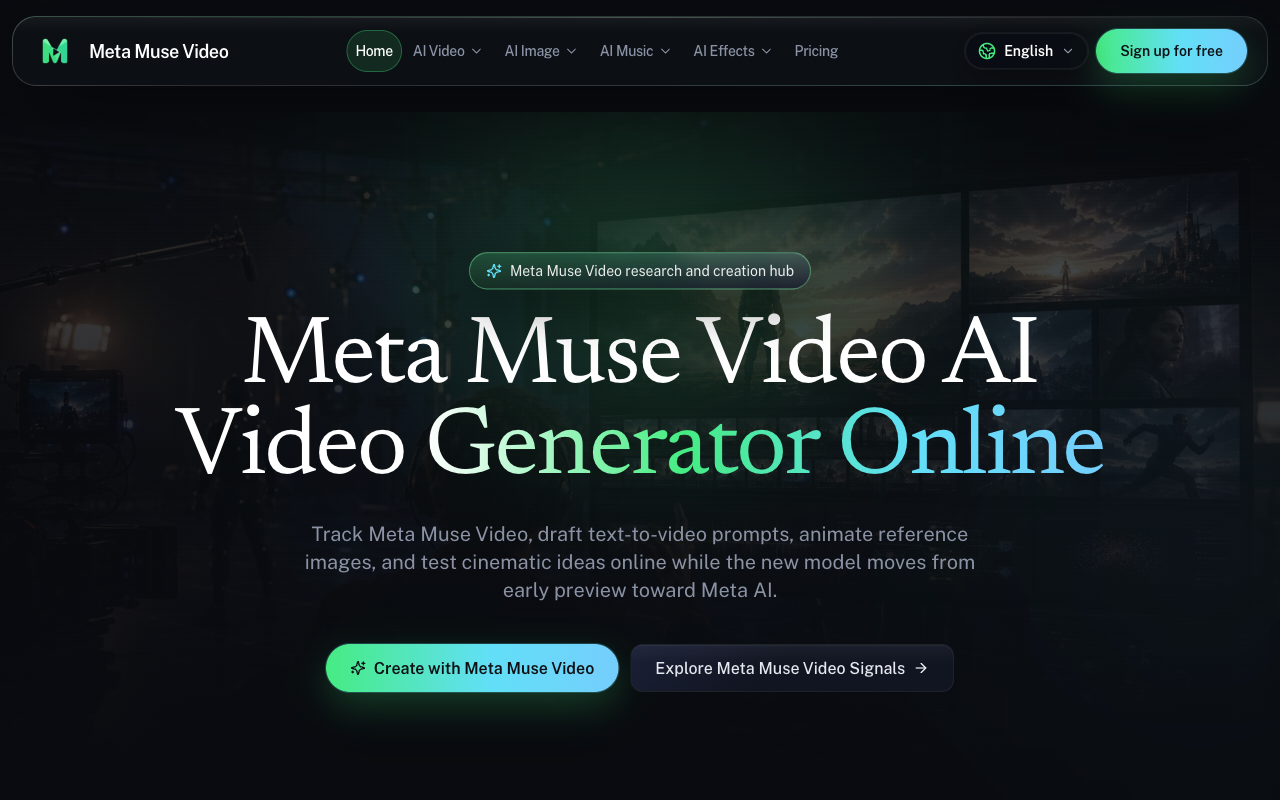 Meta Muse Video
Home
AI Video
AI Image
AI Music
AI Effects
Pricing
English
Sign up for free
Meta Muse Video research and creation hub
Meta Muse Video AI
Video Generator Online
Track Meta Muse Video, draft text-to-video prompts, animate reference
images, and test cinematic ideas online while the new model moves from
early preview toward Meta AI.
Create with Meta Muse Video
Explore Meta Muse Video Signals